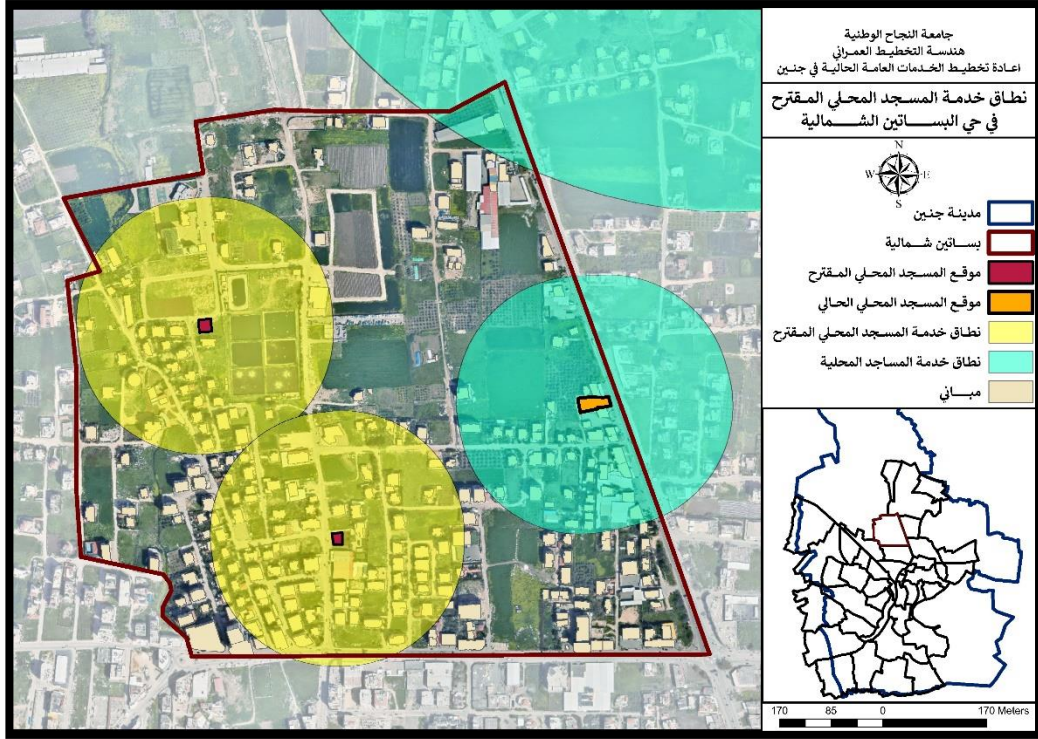 جامعة النجاح الوطنية
هندسة التخطيط العمراني
اعادة تخطيط الخدمات العامة الحالية في جنين
نطاق خدمة المسجد المحلي المقترح
في حي البساتين الشمالية
N
W E
S
مدينة جنين
بساتين شمالية
موقع المسجد المحلي المقترح
موقع المسجد المحلي الحالي
نطاق خدمة المسجد المحلي المقترح
نطاق خدمة المساجد المحلية
مباني
170 85 0 170 Meters